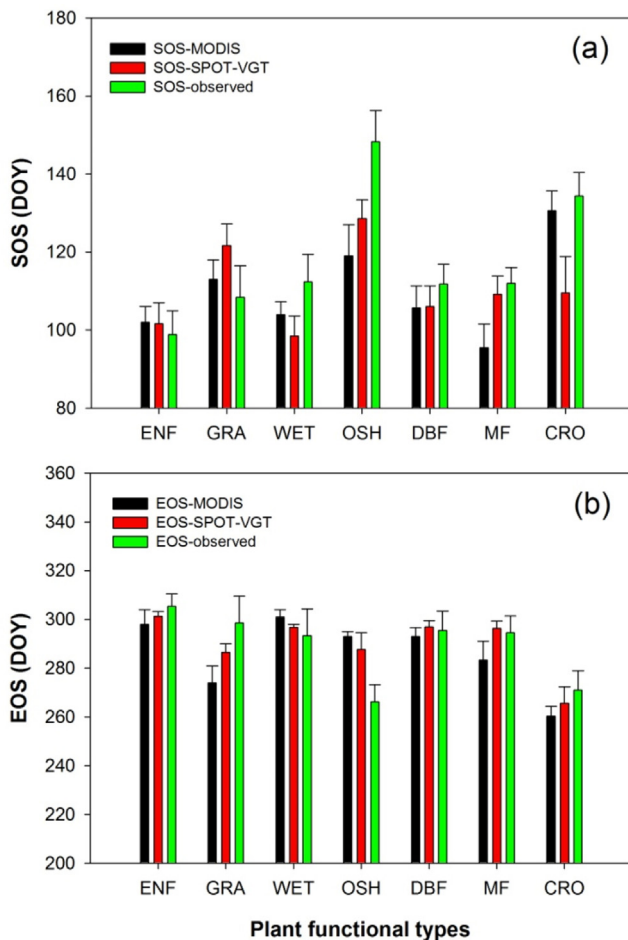 180
(a)
SOS-MODIS
SOS-SPOT-VGT
SOS-observed
160
140
120
100
80
SOS (DOY)
ENF GRA WET OSH DBF MF CRO
360
(b)
EOS-MODIS
EOS-SPOT-VGT
EOS-observed
340
320
300
280
260
240
220
200
EOS (DOY)
ENF GRA WET OSH DBF MF CRO
Plant functional types